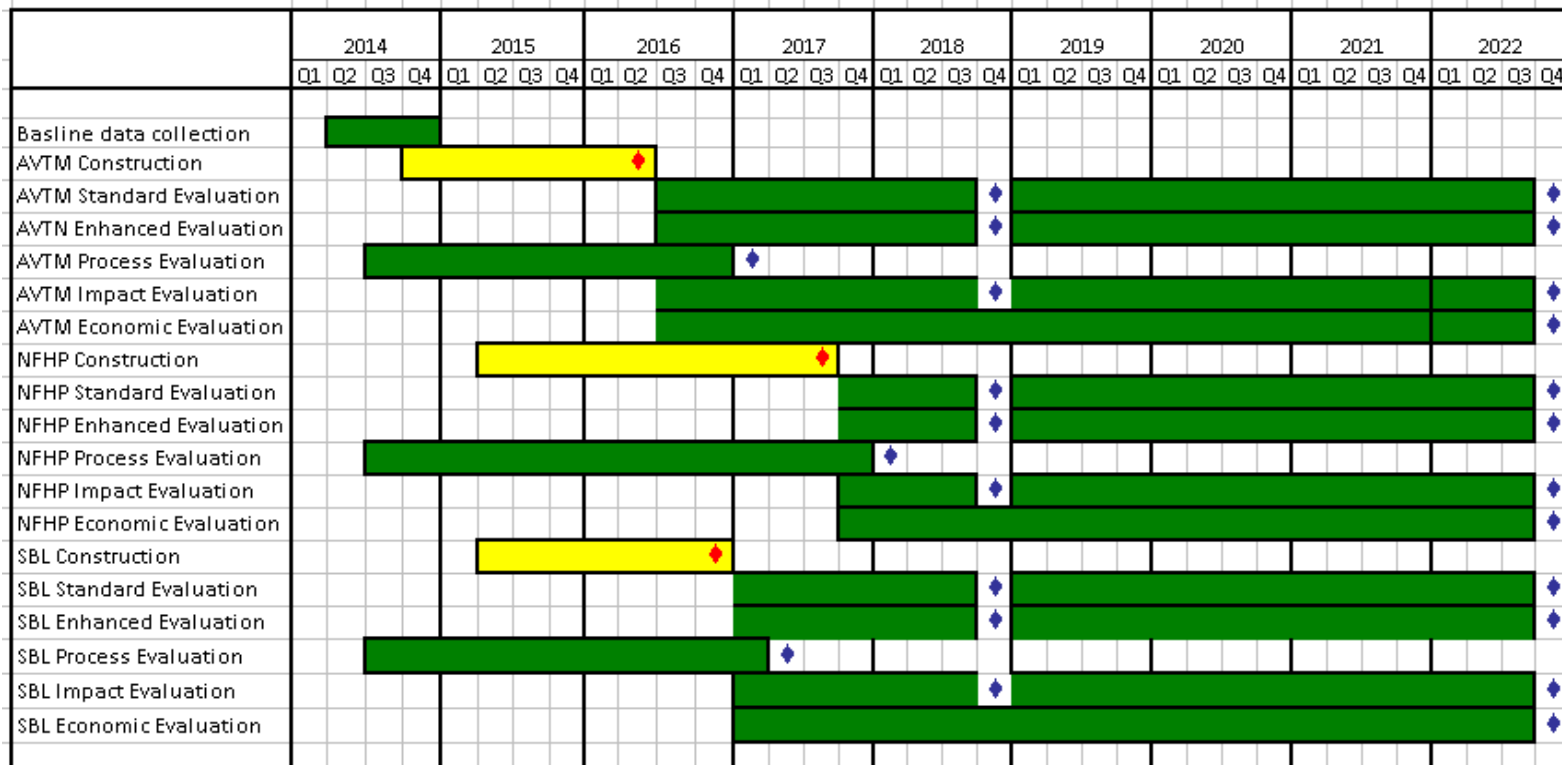 2014 2015 2016 2017 2018 2019 2020 2021 2022
Q1 Q2 Q3 Q4 Q1 Q2 Q3 Q4 Q1 Q2 Q3 Q4 Q1 Q2 Q3 Q4 Q1 Q2 Q3 Q4 Q1 Q2 Q3 Q4 Q1 Q2 Q3 Q4 Q1 Q2 Q3 Q4 Q1 Q2 Q3 Q4
Basline data collection
AVTM Construction
AVTM Standard Evaluation
AVTN Enhanced Evaluation
AVTM Process Evaluation
AVTM Impact Evaluation
AVTM Economic Evaluation
NFHP Construction
NFHP Standard Evaluation
NFHP Enhanced Evaluation
NFHP Process Evaluation
NFHP Impact Evaluation
NFHP Economic Evaluation
SBL Construction
SBL Standard Evaluation
SBL Enhanced Evaluation
SBL Process Evaluation
SBL Impact Evaluation
SBL Economic Evaluation